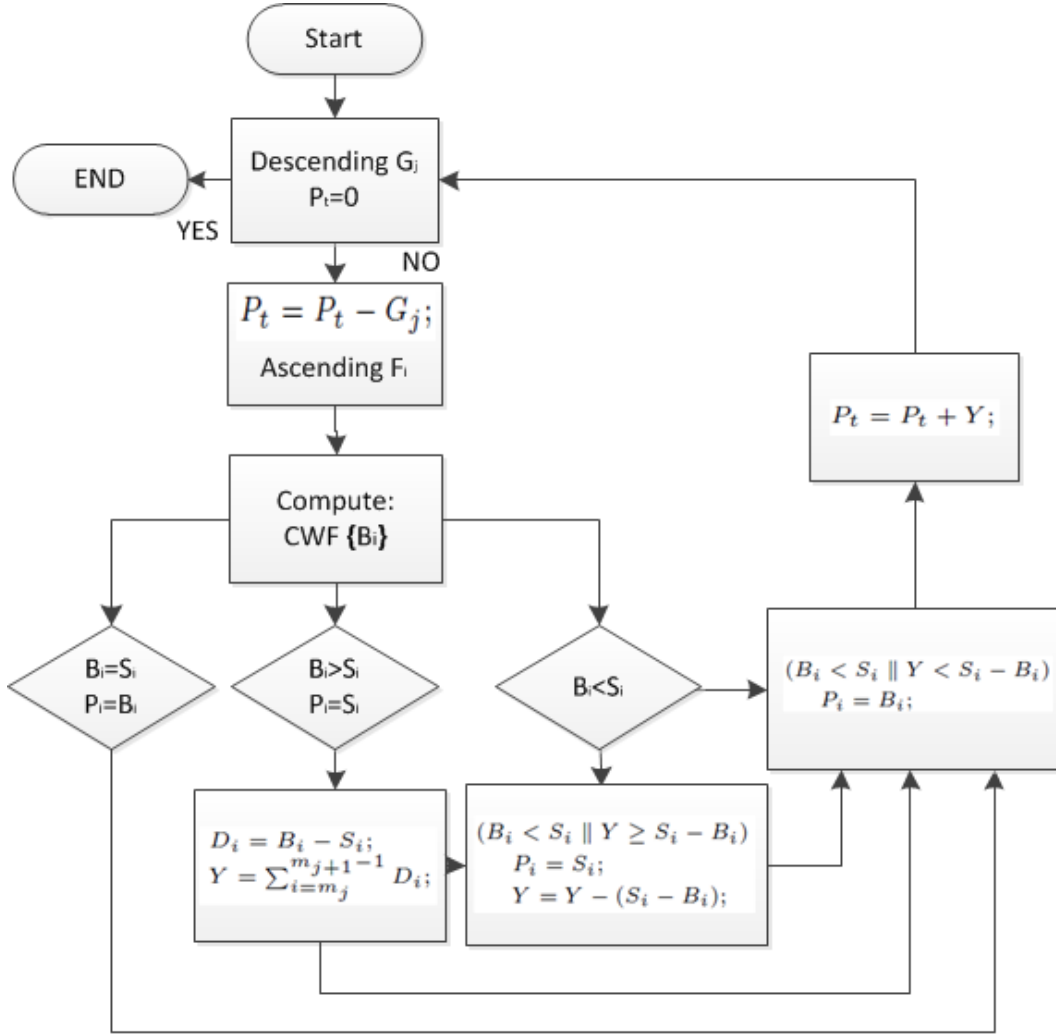 Start
END
Descending Gⱼ
Pₜ=0
YES
NO
Pₜ = Pₜ − Gⱼ;
Ascending Fᵢ
Pₜ = Pₜ + Y;
Compute:
CWF {Bᵢ}
Bᵢ=Sᵢ
Pᵢ=Bᵢ
Bᵢ>Sᵢ
Pᵢ=Sᵢ
Bᵢ<Sᵢ
(Bᵢ < Sᵢ ‖ Y < Sᵢ − Bᵢ)
Pᵢ = Bᵢ;
Dᵢ = Bᵢ − Sᵢ;
Y = ∑_{i=m_j}^{m_{j+1}−1} Dᵢ;
(Bᵢ < Sᵢ ‖ Y ≥ Sᵢ − Bᵢ)
Pᵢ = Sᵢ;
Y = Y − (Sᵢ − Bᵢ);